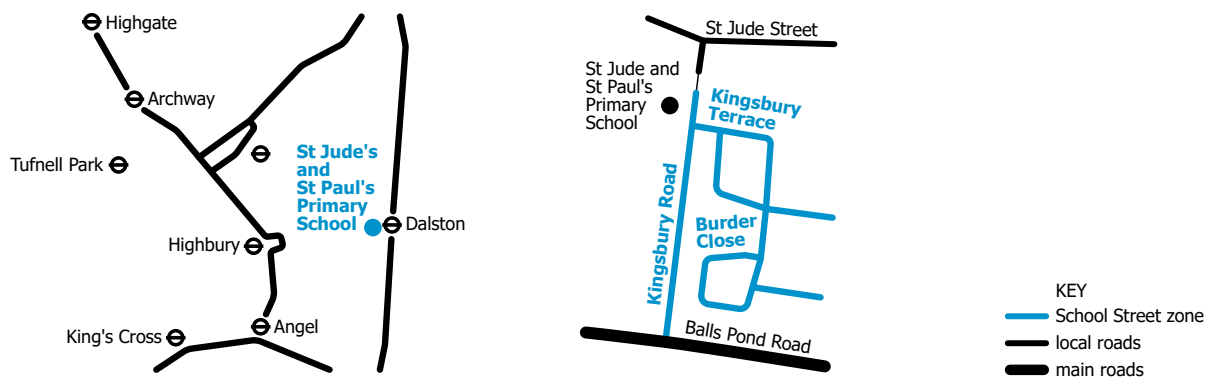 Highgate
Archway
Tufnell Park
St Jude's
and
St Paul's
Primary
School
Dalston
Highbury
King's Cross
Angel
St Jude Street
St Jude and
St Paul's
Primary
School
Kingsbury
Terrace
Kingsbury Road
Burder
Close
Balls Pond Road
KEY
School Street zone
local roads
main roads